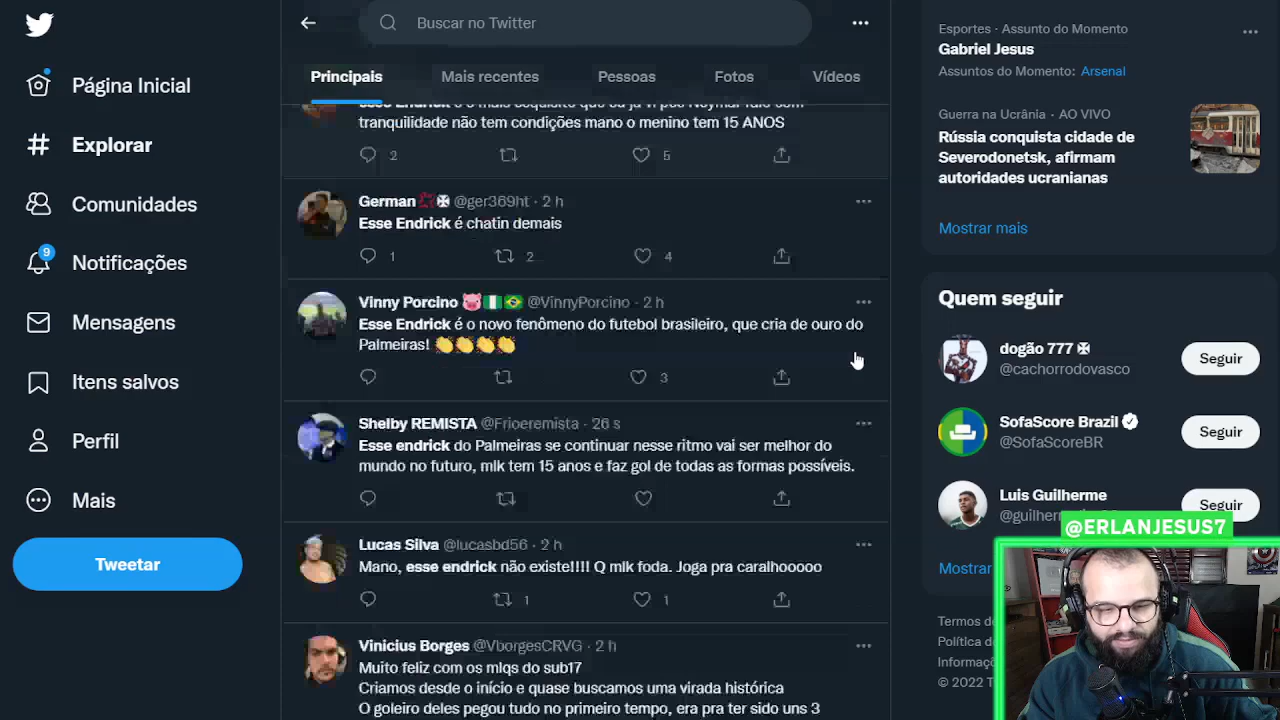 Buscar no Twitter
Página Inicial
Explorar
Comunidades
9
Notificações
Mensagens
Itens salvos
Perfil
Mais
Tweetar
Principais
Mais recentes
Pessoas
Fotos
Vídeos
tranquilidade não tem condições mano o menino tem 15 ANOS
2
5
German @ger369ht · 2 h
Esse Endrick é chatin demais
1
2
4
Vinny Porcino @VinnyPorcino · 2 h
Esse Endrick é o novo fenômeno do futebol brasileiro, que cria de ouro do
Palmeiras!
3
Shelby REMISTA @Frioeremista · 26 s
Esse endrick do Palmeiras se continuar nesse ritmo vai ser melhor do
mundo no futuro, mlk tem 15 anos e faz gol de todas as formas possíveis.
Lucas Silva @lucasbd56 · 2 h
Mano, esse endrick não existe!!!! Q mlk foda. Joga pra caralhooooo
1
1
Vinicius Borges @VborgesCRVG · 2 h
Muito feliz com os mlqs do sub17
Criamos desde o início e quase buscamos uma virada histórica
O goleiro deles pegou tudo no primeiro tempo, era pra ter sido uns 3
Esportes · Assunto do Momento
Gabriel Jesus
Assuntos do Momento: Arsenal
Guerra na Ucrânia · AO VIVO
Rússia conquista cidade de
Severodonetsk, afirmam
autoridades ucranianas
Mostrar mais
Quem seguir
dogão 777
@cachorrodovasco
Seguir
SofaScore Brazil
@SofaScoreBR
Seguir
Luis Guilherme
Seguir
@ERLANJESUS7
Mostrar
Termos de
Política d
Informaç
© 2022 T